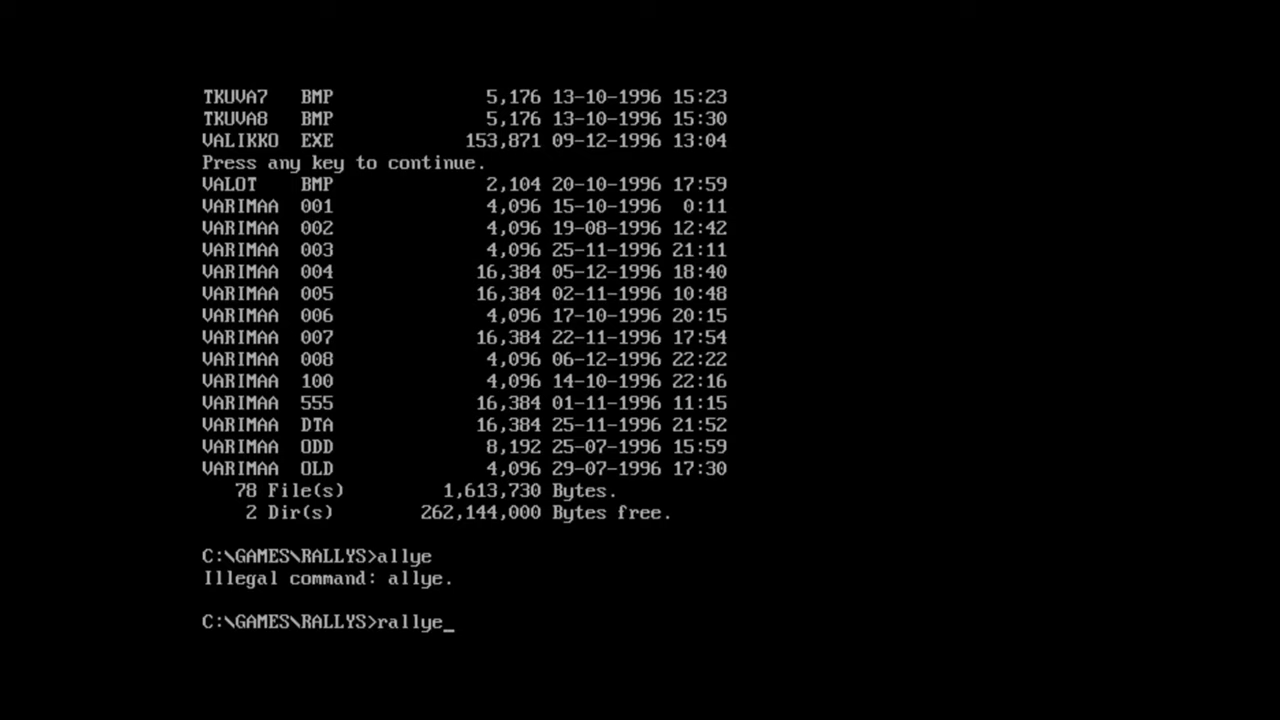 TKUVA7   BMP              5,176 13-10-1996 15:23
TKUVA8   BMP              5,176 13-10-1996 15:30
VALIKKO  EXE            153,871 09-12-1996 13:04
Press any key to continue.
VALOT    BMP              2,104 20-10-1996 17:59
VARIMAA  001              4,096 15-10-1996  0:11
VARIMAA  002              4,096 19-08-1996 12:42
VARIMAA  003              4,096 25-11-1996 21:11
VARIMAA  004             16,384 05-12-1996 18:40
VARIMAA  005             16,384 02-11-1996 10:48
VARIMAA  006              4,096 17-10-1996 20:15
VARIMAA  007             16,384 22-11-1996 17:54
VARIMAA  008              4,096 06-12-1996 22:22
VARIMAA  100              4,096 14-10-1996 22:16
VARIMAA  555             16,384 01-11-1996 11:15
VARIMAA  DTA             16,384 25-11-1996 21:52
VARIMAA  ODD              8,192 25-07-1996 15:59
VARIMAA  OLD              4,096 29-07-1996 17:30
   78 File(s)         1,613,730 Bytes.
    2 Dir(s)        262,144,000 Bytes free.
C:\GAMES\RALLYS>allye
Illegal command: allye.
C:\GAMES\RALLYS>rallye_